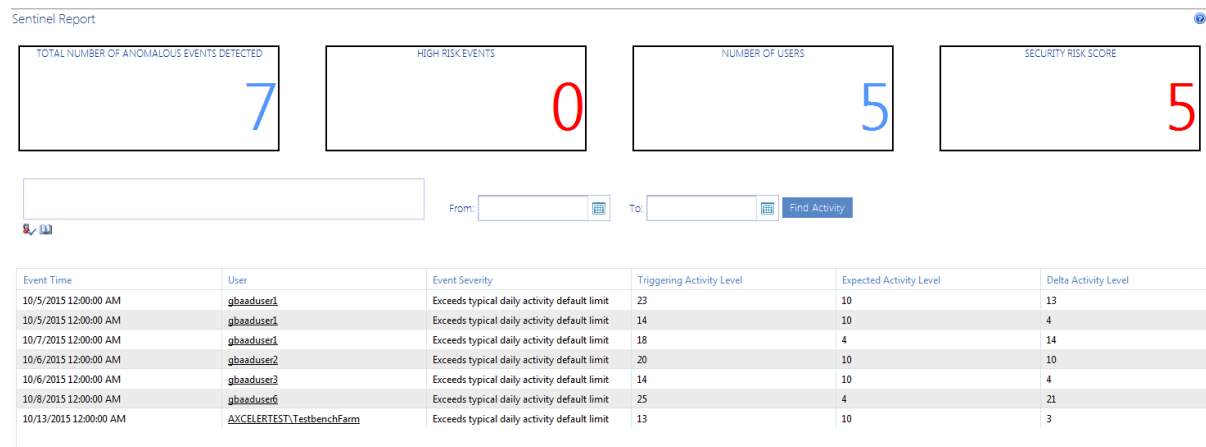 Sentinel Report
TOTAL NUMBER OF ANOMALOUS EVENTS DETECTED
7
HIGH RISK EVENTS
0
NUMBER OF USERS
5
SECURITY RISK SCORE
5
From: To: Find Activity
Event Time User Event Severity Triggering Activity Level Expected Activity Level Delta Activity Level
10/5/2015 12:00:00 AM gbaaduser1 Exceeds typical daily activity default limit 23 10 13
10/5/2015 12:00:00 AM gbaaduser1 Exceeds typical daily activity default limit 14 10 4
10/7/2015 12:00:00 AM gbaaduser1 Exceeds typical daily activity default limit 18 4 14
10/6/2015 12:00:00 AM gbaaduser2 Exceeds typical daily activity default limit 20 10 10
10/6/2015 12:00:00 AM gbaaduser3 Exceeds typical daily activity default limit 14 10 4
10/8/2015 12:00:00 AM gbaaduser6 Exceeds typical daily activity default limit 25 4 21
10/13/2015 12:00:00 AM AXCELERTEST\TestbenchFarm Exceeds typical daily activity default limit 13 10 3